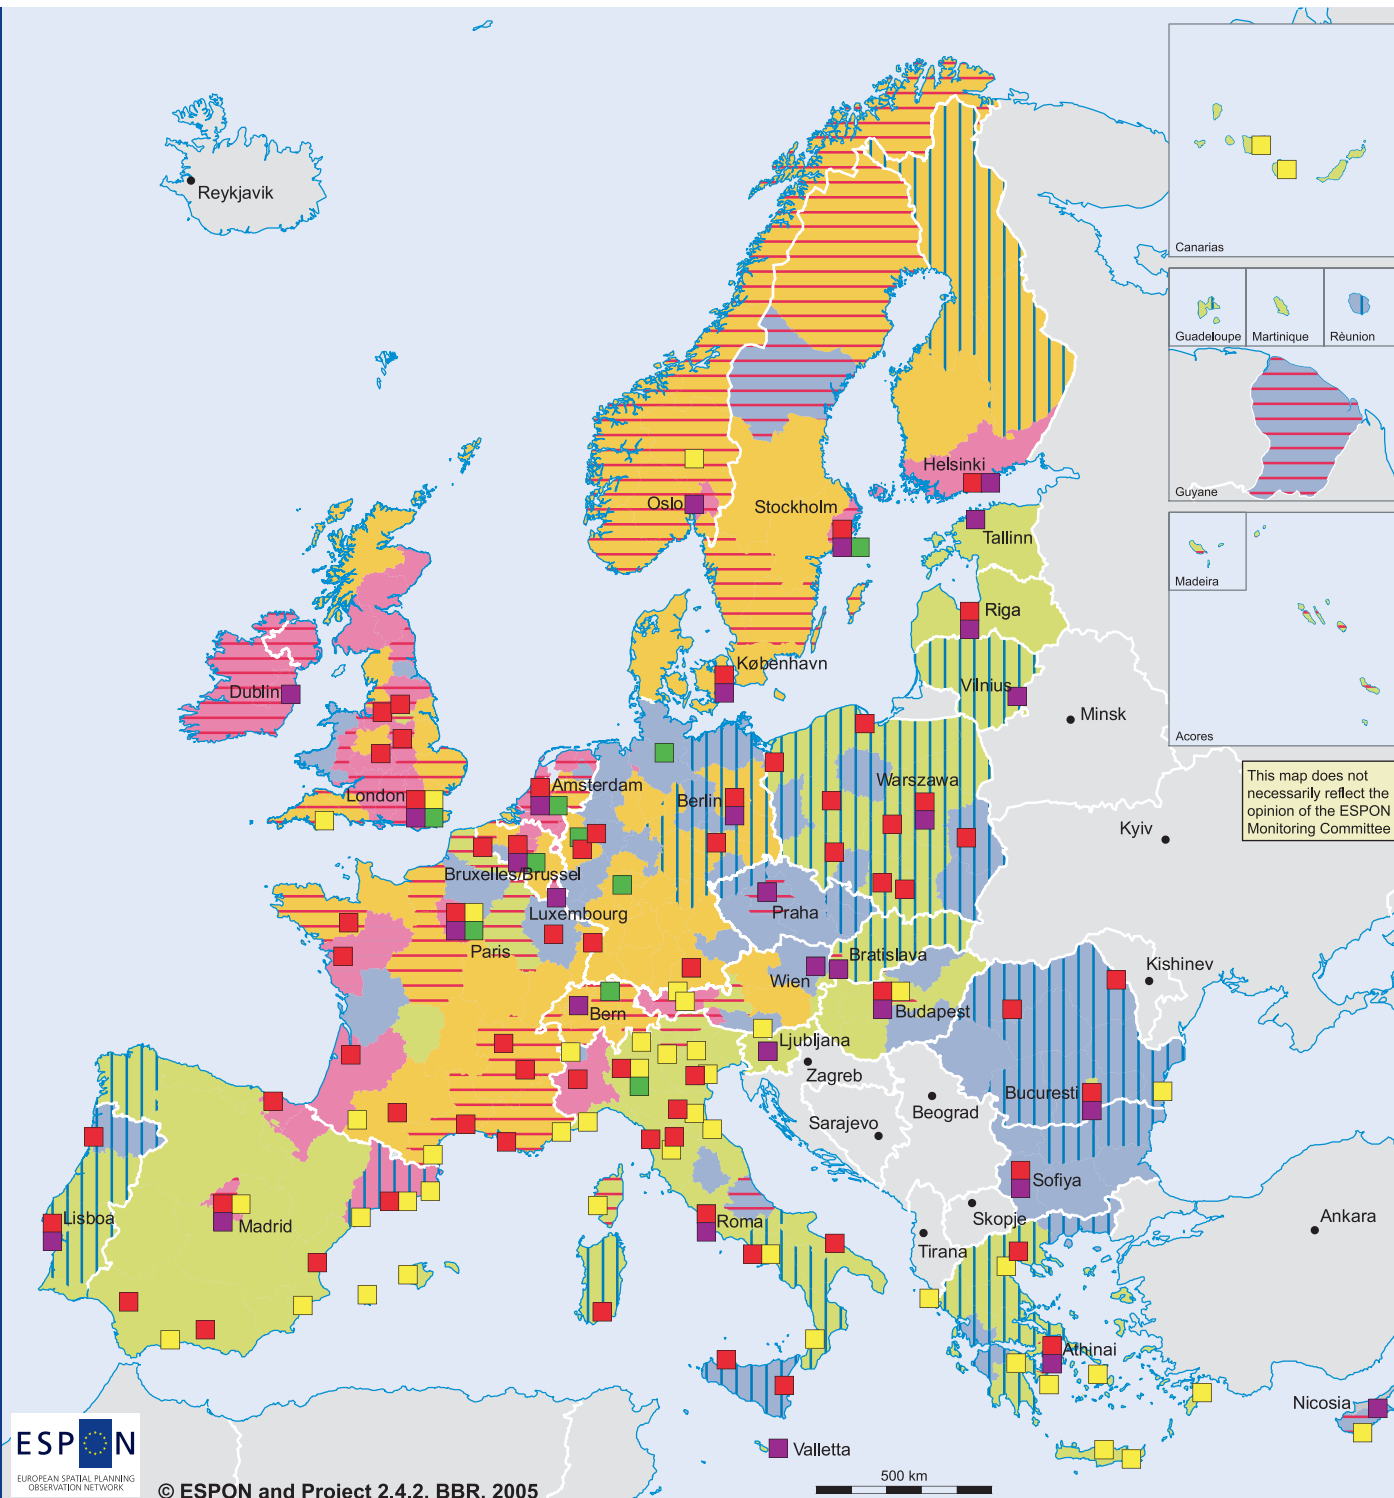 Reykjavik
Canarias
Guadeloupe
Martinique
Rèunion
Guyane
Helsinki
Oslo
Stockholm
Tallinn
Madeira
Riga
København
Dublin
Vilnius
Minsk
Acores
This map does not
necessarily reflect the
opinion of the ESPON
Monitoring Committee
Amsterdam
Warszawa
London
Berlin
Kyiv
Bruxelles/Brussel
Luxembourg
Praha
Paris
Bratislava
Wien
Kishinev
Bern
Budapest
Ljubljana
Zagreb
Bucuresti
Beograd
Sarajevo
Sofiya
Lisboa
Madrid
Roma
Skopje
Ankara
Tirana
Athinai
Nicosia
Valletta
500 km
ESPON
EUROPEAN SPATIAL PLANNING
OBSERVATION NETWORK
© ESPON and Project 2.4.2, BBR, 2005